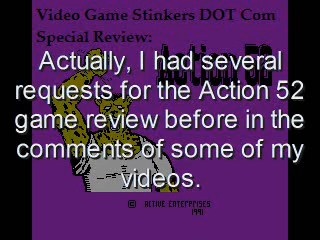 Video Game Stinkers DOT Com
Special Review:
Actually, I had several
requests for the Action 52
game review before in the
comments of some of my
videos.
© ACTIVE ENTERPRISES
1991